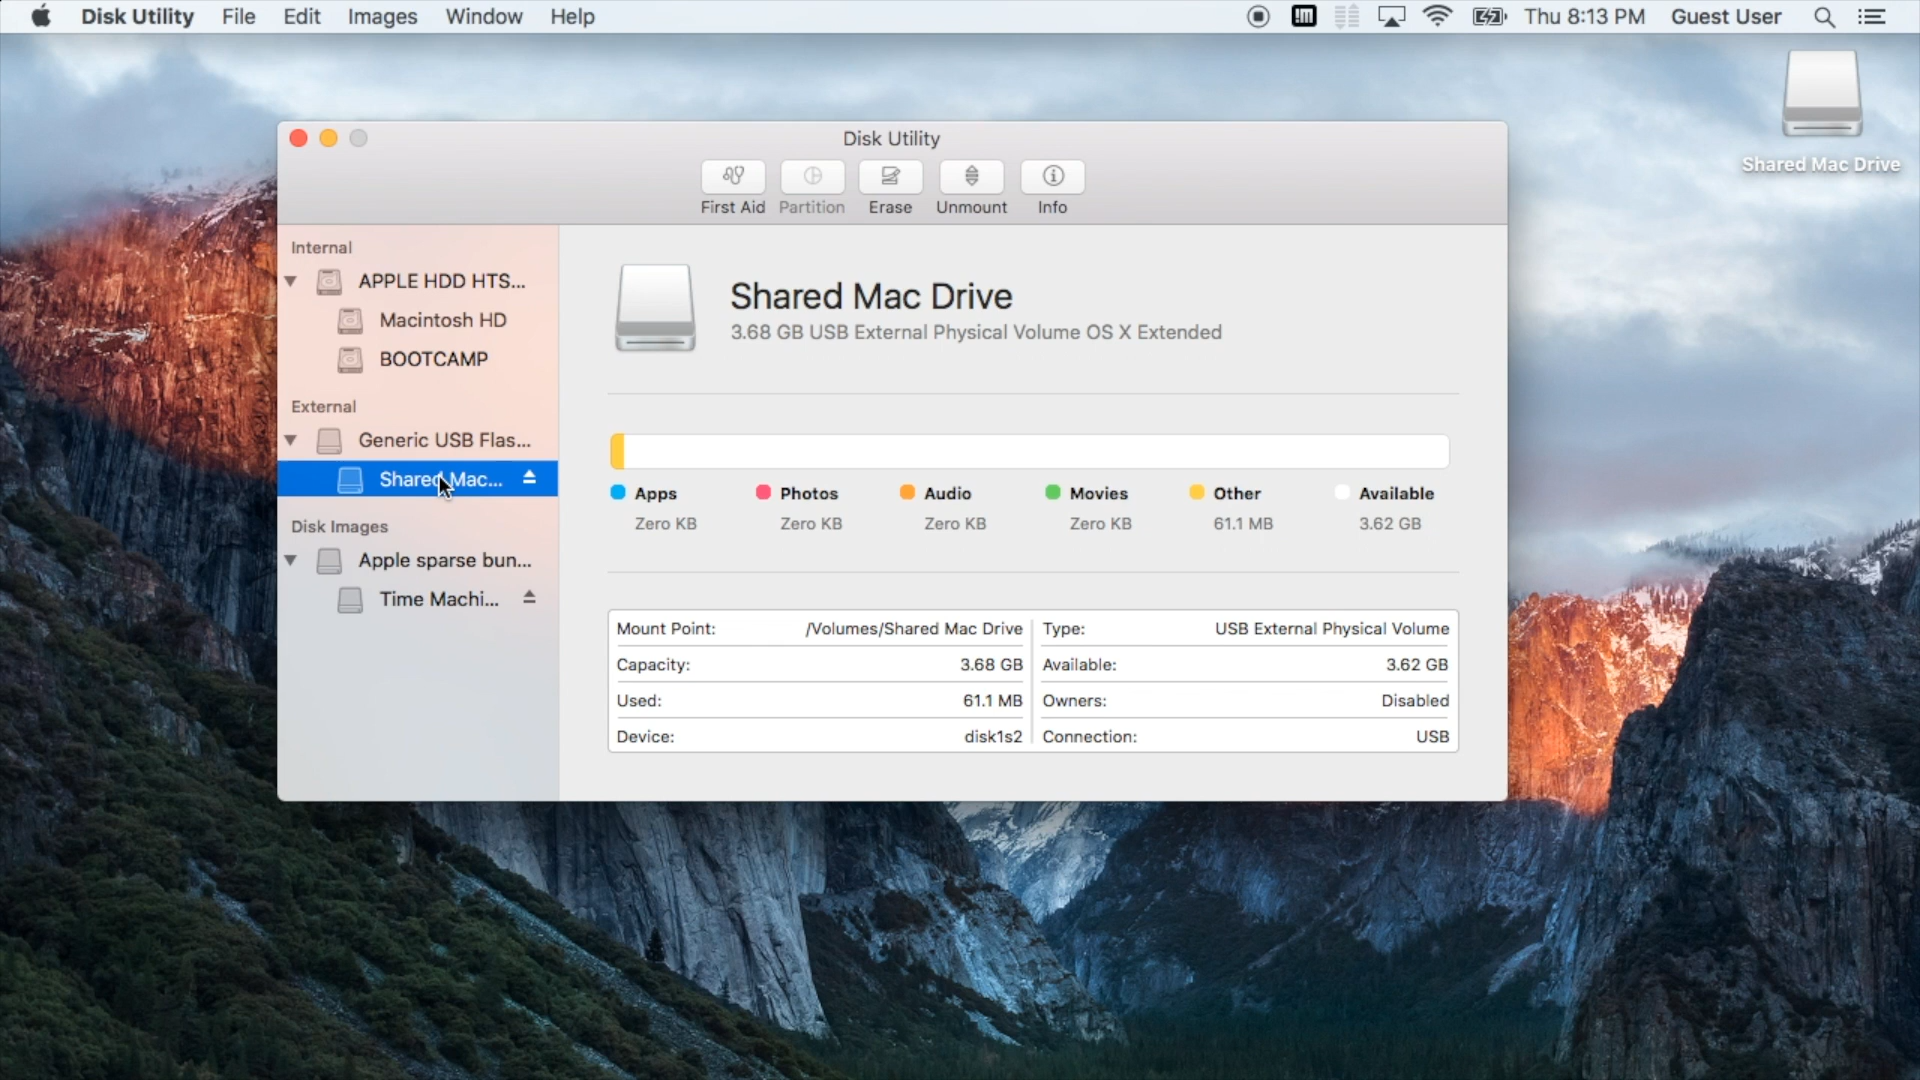 Disk Utility File Edit Images Window Help Thu 8:13 PM Guest User
Shared Mac Drive
Disk Utility
First Aid Partition Erase Unmount Info
Internal
APPLE HDD HTS...
Macintosh HD
BOOTCAMP
External
Generic USB Flas...
Shared Mac...
Disk Images
Apple sparse bun...
Time Machi...
Shared Mac Drive
3.68 GB USB External Physical Volume OS X Extended
Apps Photos Audio Movies Other Available
Zero KB Zero KB Zero KB Zero KB 61.1 MB 3.62 GB
Mount Point: /Volumes/Shared Mac Drive Type: USB External Physical Volume
Capacity: 3.68 GB Available: 3.62 GB
Used: 61.1 MB Owners: Disabled
Device: disk1s2 Connection: USB